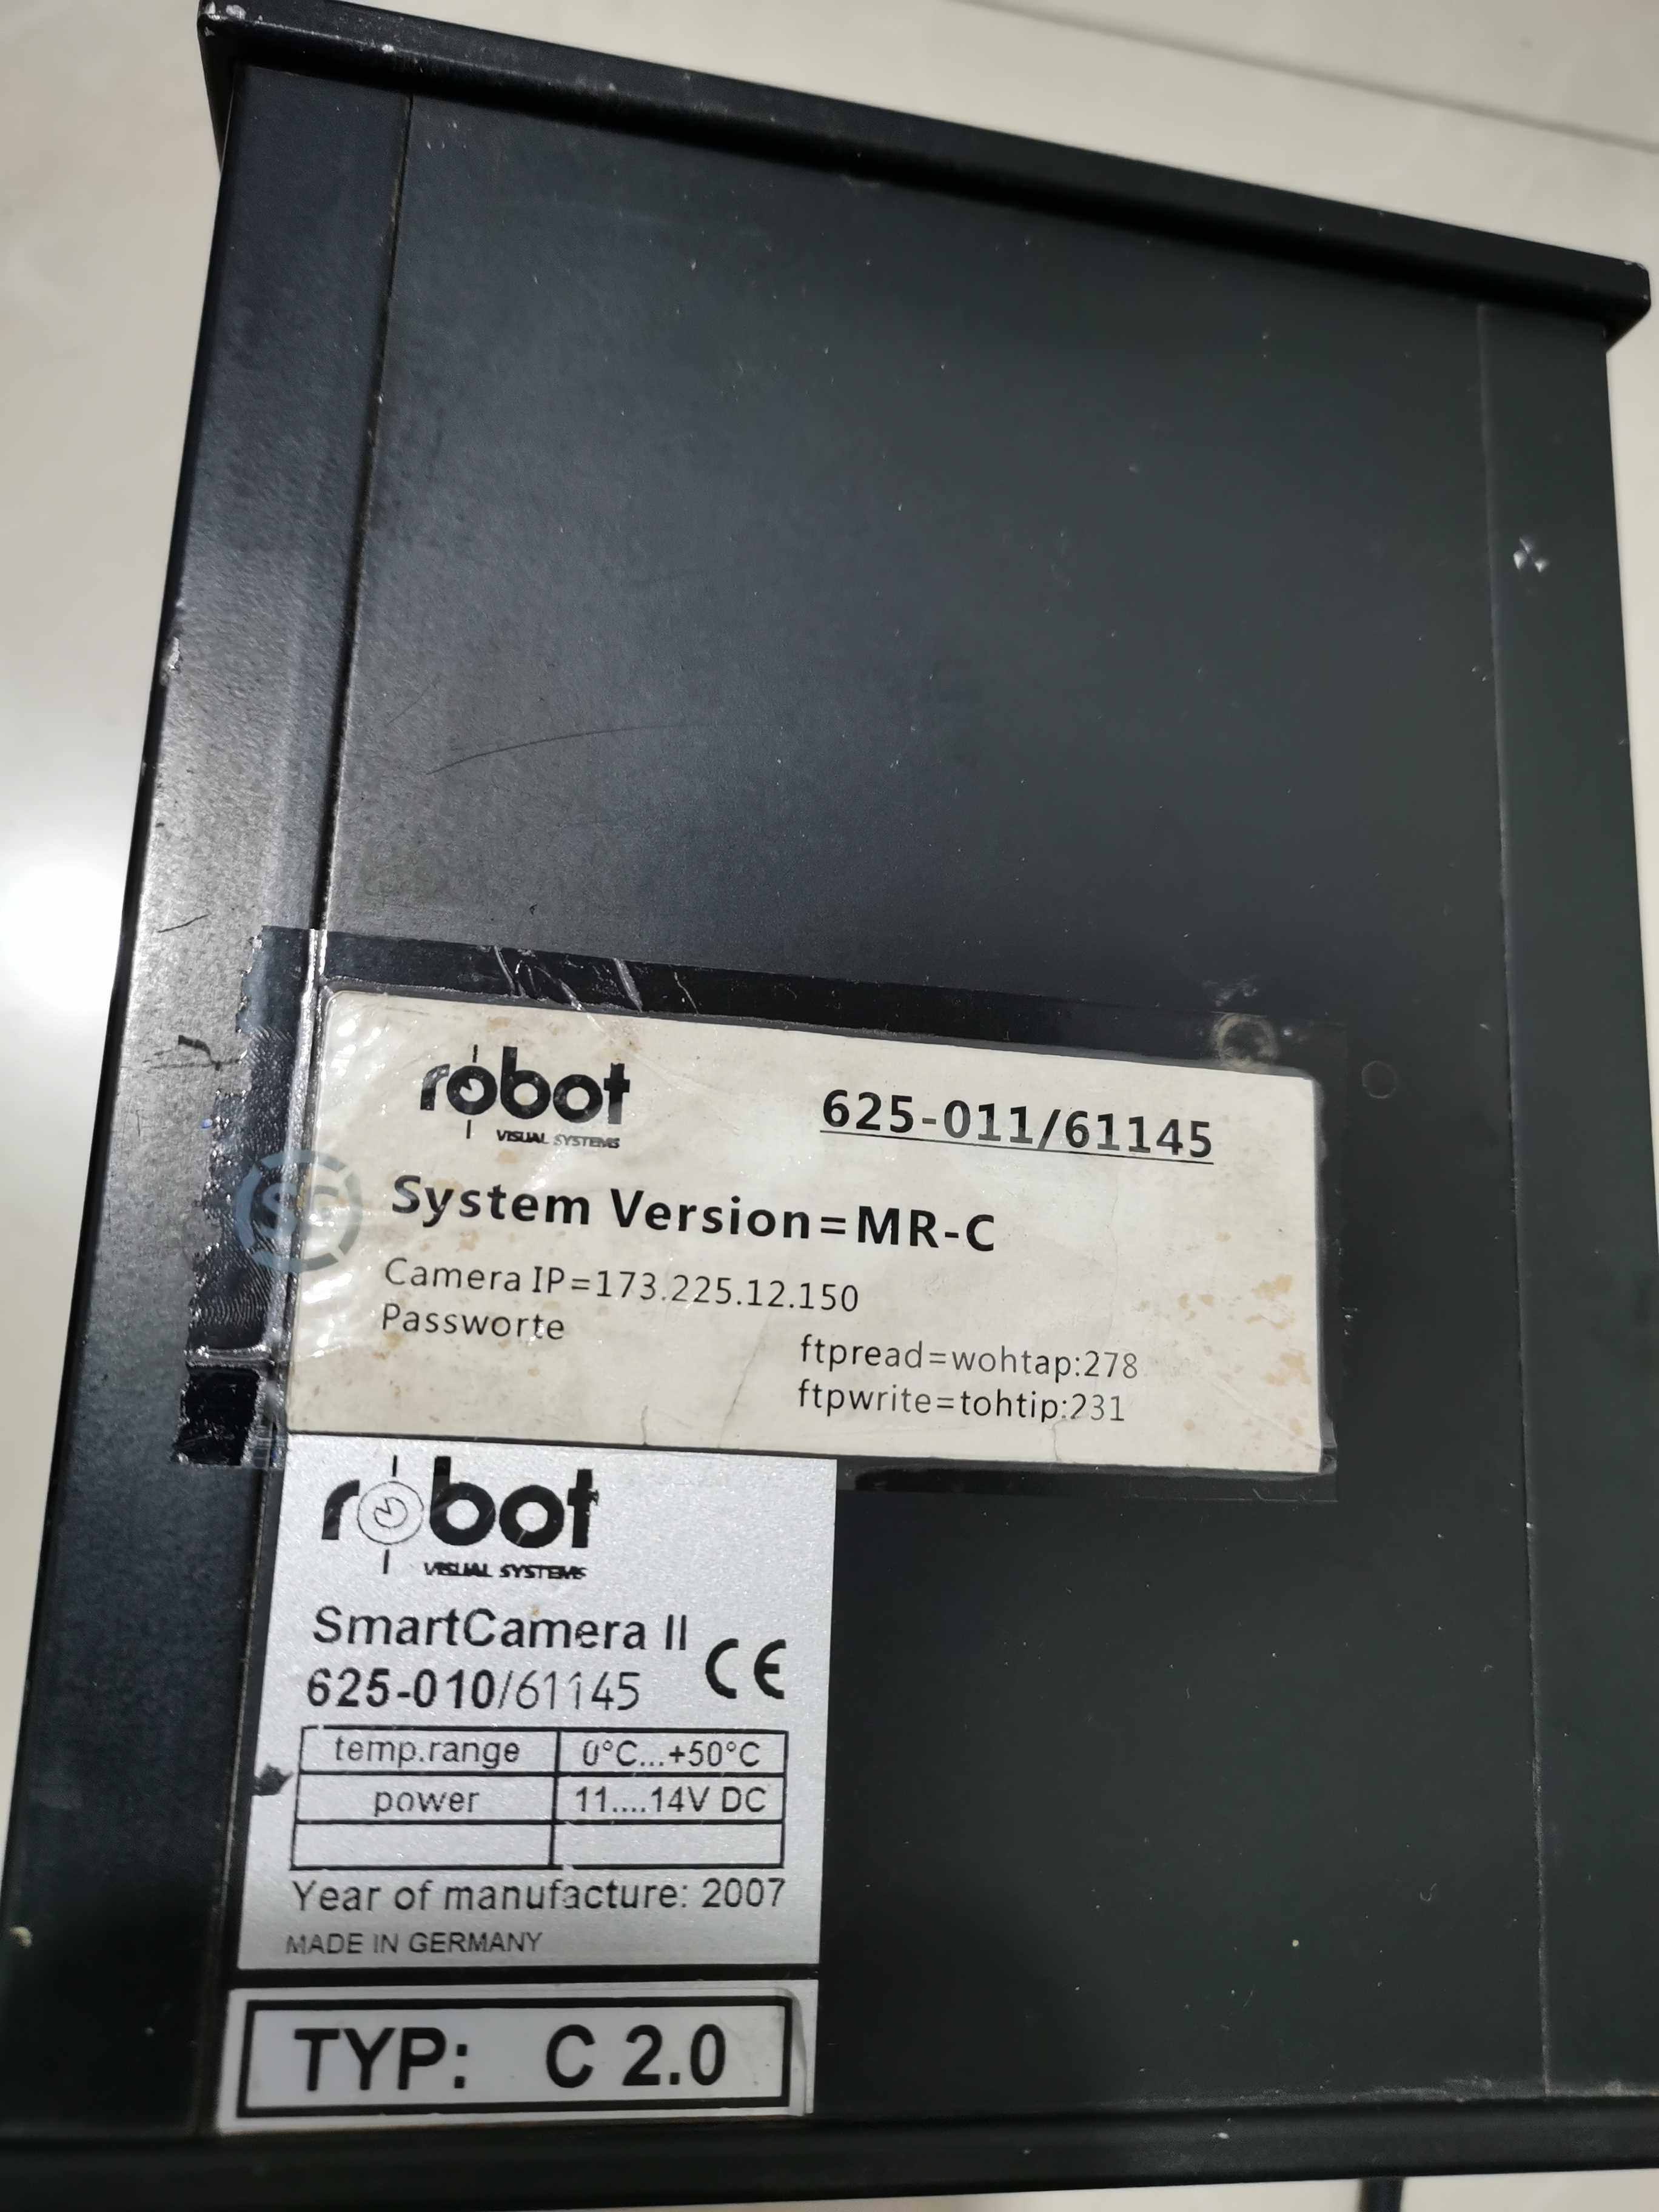 robot
VISUAL SYSTEMS
625-011/61145
System Version=MR-C
Camera IP=173.225.12.150
Passworte
ftpread=wohtap:278
ftpwrite=tohtip:231
SC
robot
VISUAL SYSTEMS
SmartCamera II
625-010/61145 CE
temp.range 0°C...+50°C
power 11....14V DC
Year of manufacture: 2007
MADE IN GERMANY
TYP: C 2.0